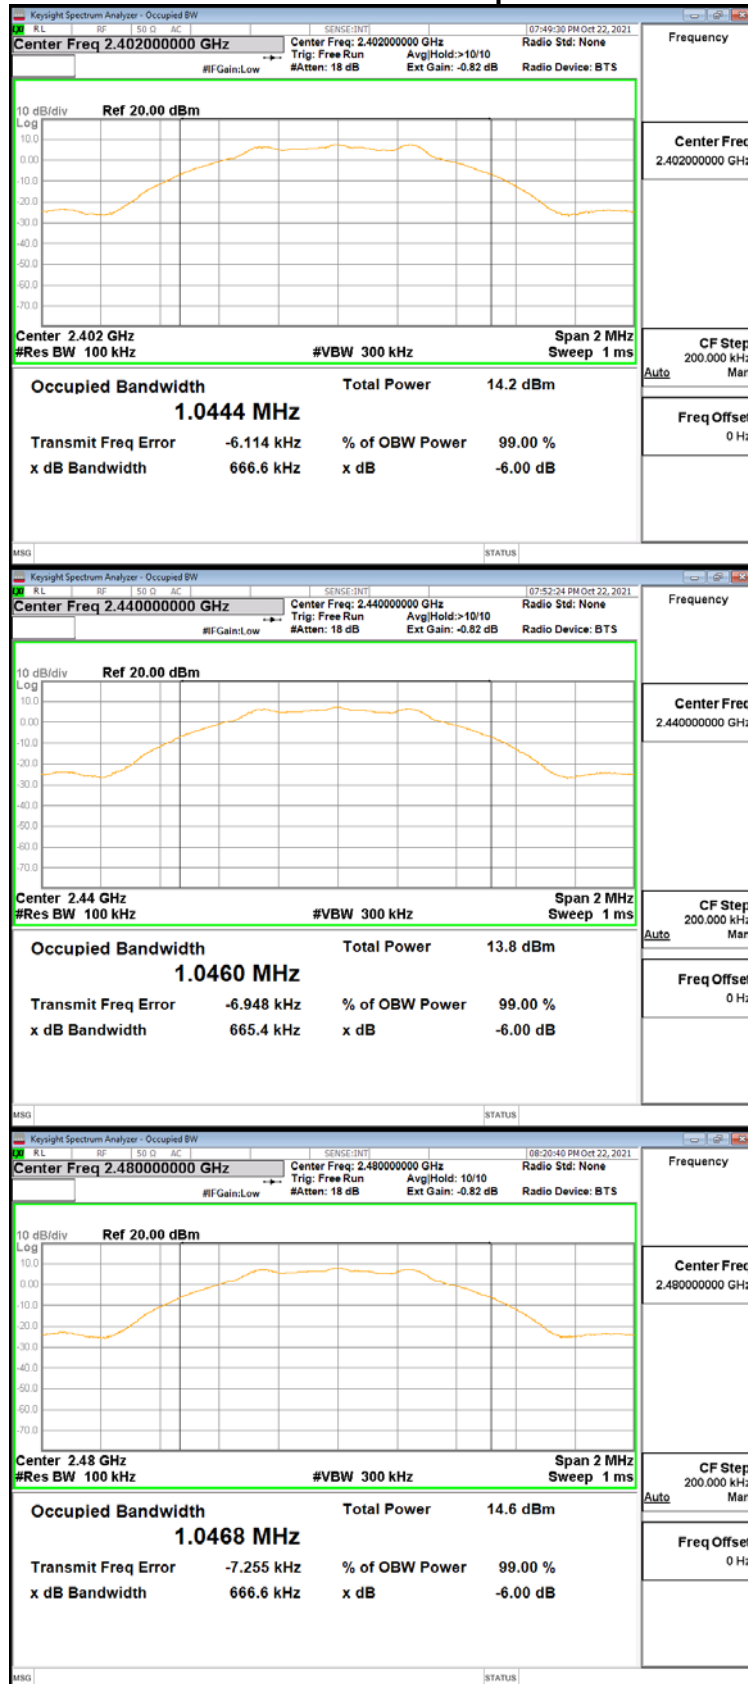 Keysight Spectrum Analyzer - Occupied BW
RL RF 50 Ω AC SENSE:INT 07:49:30 PM Oct 22, 2021
Center Freq 2.402000000 GHz Center Freq: 2.402000000 GHz Radio Std: None Frequency
Trig: Free Run Avg|Hold:>10/10
#IFGain:Low #Atten: 18 dB Ext Gain: -0.82 dB Radio Device: BTS
10 dB/div Ref 20.00 dBm
Log
10.0
0.00
-10.0
-20.0
-30.0
-40.0
-50.0
-60.0
-70.0
Center Freq
2.402000000 GHz
Center 2.402 GHz Span 2 MHz
#Res BW 100 kHz #VBW 300 kHz Sweep 1 ms
CF Step
200.000 kHz
Auto Man
Occupied Bandwidth Total Power 14.2 dBm
1.0444 MHz
Transmit Freq Error -6.114 kHz % of OBW Power 99.00 %
x dB Bandwidth 666.6 kHz x dB -6.00 dB
Freq Offset
0 Hz
MSG STATUS
Keysight Spectrum Analyzer - Occupied BW
RL RF 50 Ω AC SENSE:INT 07:52:24 PM Oct 22, 2021
Center Freq 2.440000000 GHz Center Freq: 2.440000000 GHz Radio Std: None Frequency
Trig: Free Run Avg|Hold:>10/10
#IFGain:Low #Atten: 18 dB Ext Gain: -0.82 dB Radio Device: BTS
10 dB/div Ref 20.00 dBm
Log
10.0
0.00
-10.0
-20.0
-30.0
-40.0
-50.0
-60.0
-70.0
Center Freq
2.440000000 GHz
Center 2.44 GHz Span 2 MHz
#Res BW 100 kHz #VBW 300 kHz Sweep 1 ms
CF Step
200.000 kHz
Auto Man
Occupied Bandwidth Total Power 13.8 dBm
1.0460 MHz
Transmit Freq Error -6.948 kHz % of OBW Power 99.00 %
x dB Bandwidth 665.4 kHz x dB -6.00 dB
Freq Offset
0 Hz
MSG STATUS
Keysight Spectrum Analyzer - Occupied BW
RL RF 50 Ω AC SENSE:INT 08:20:40 PM Oct 22, 2021
Center Freq 2.480000000 GHz Center Freq: 2.480000000 GHz Radio Std: None Frequency
Trig: Free Run Avg|Hold: 10/10
#IFGain:Low #Atten: 18 dB Ext Gain: -0.82 dB Radio Device: BTS
10 dB/div Ref 20.00 dBm
Log
10.0
0.00
-10.0
-20.0
-30.0
-40.0
-50.0
-60.0
-70.0
Center Freq
2.480000000 GHz
Center 2.48 GHz Span 2 MHz
#Res BW 100 kHz #VBW 300 kHz Sweep 1 ms
CF Step
200.000 kHz
Auto Man
Occupied Bandwidth Total Power 14.6 dBm
1.0468 MHz
Transmit Freq Error -7.255 kHz % of OBW Power 99.00 %
x dB Bandwidth 666.6 kHz x dB -6.00 dB
Freq Offset
0 Hz
MSG STATUS